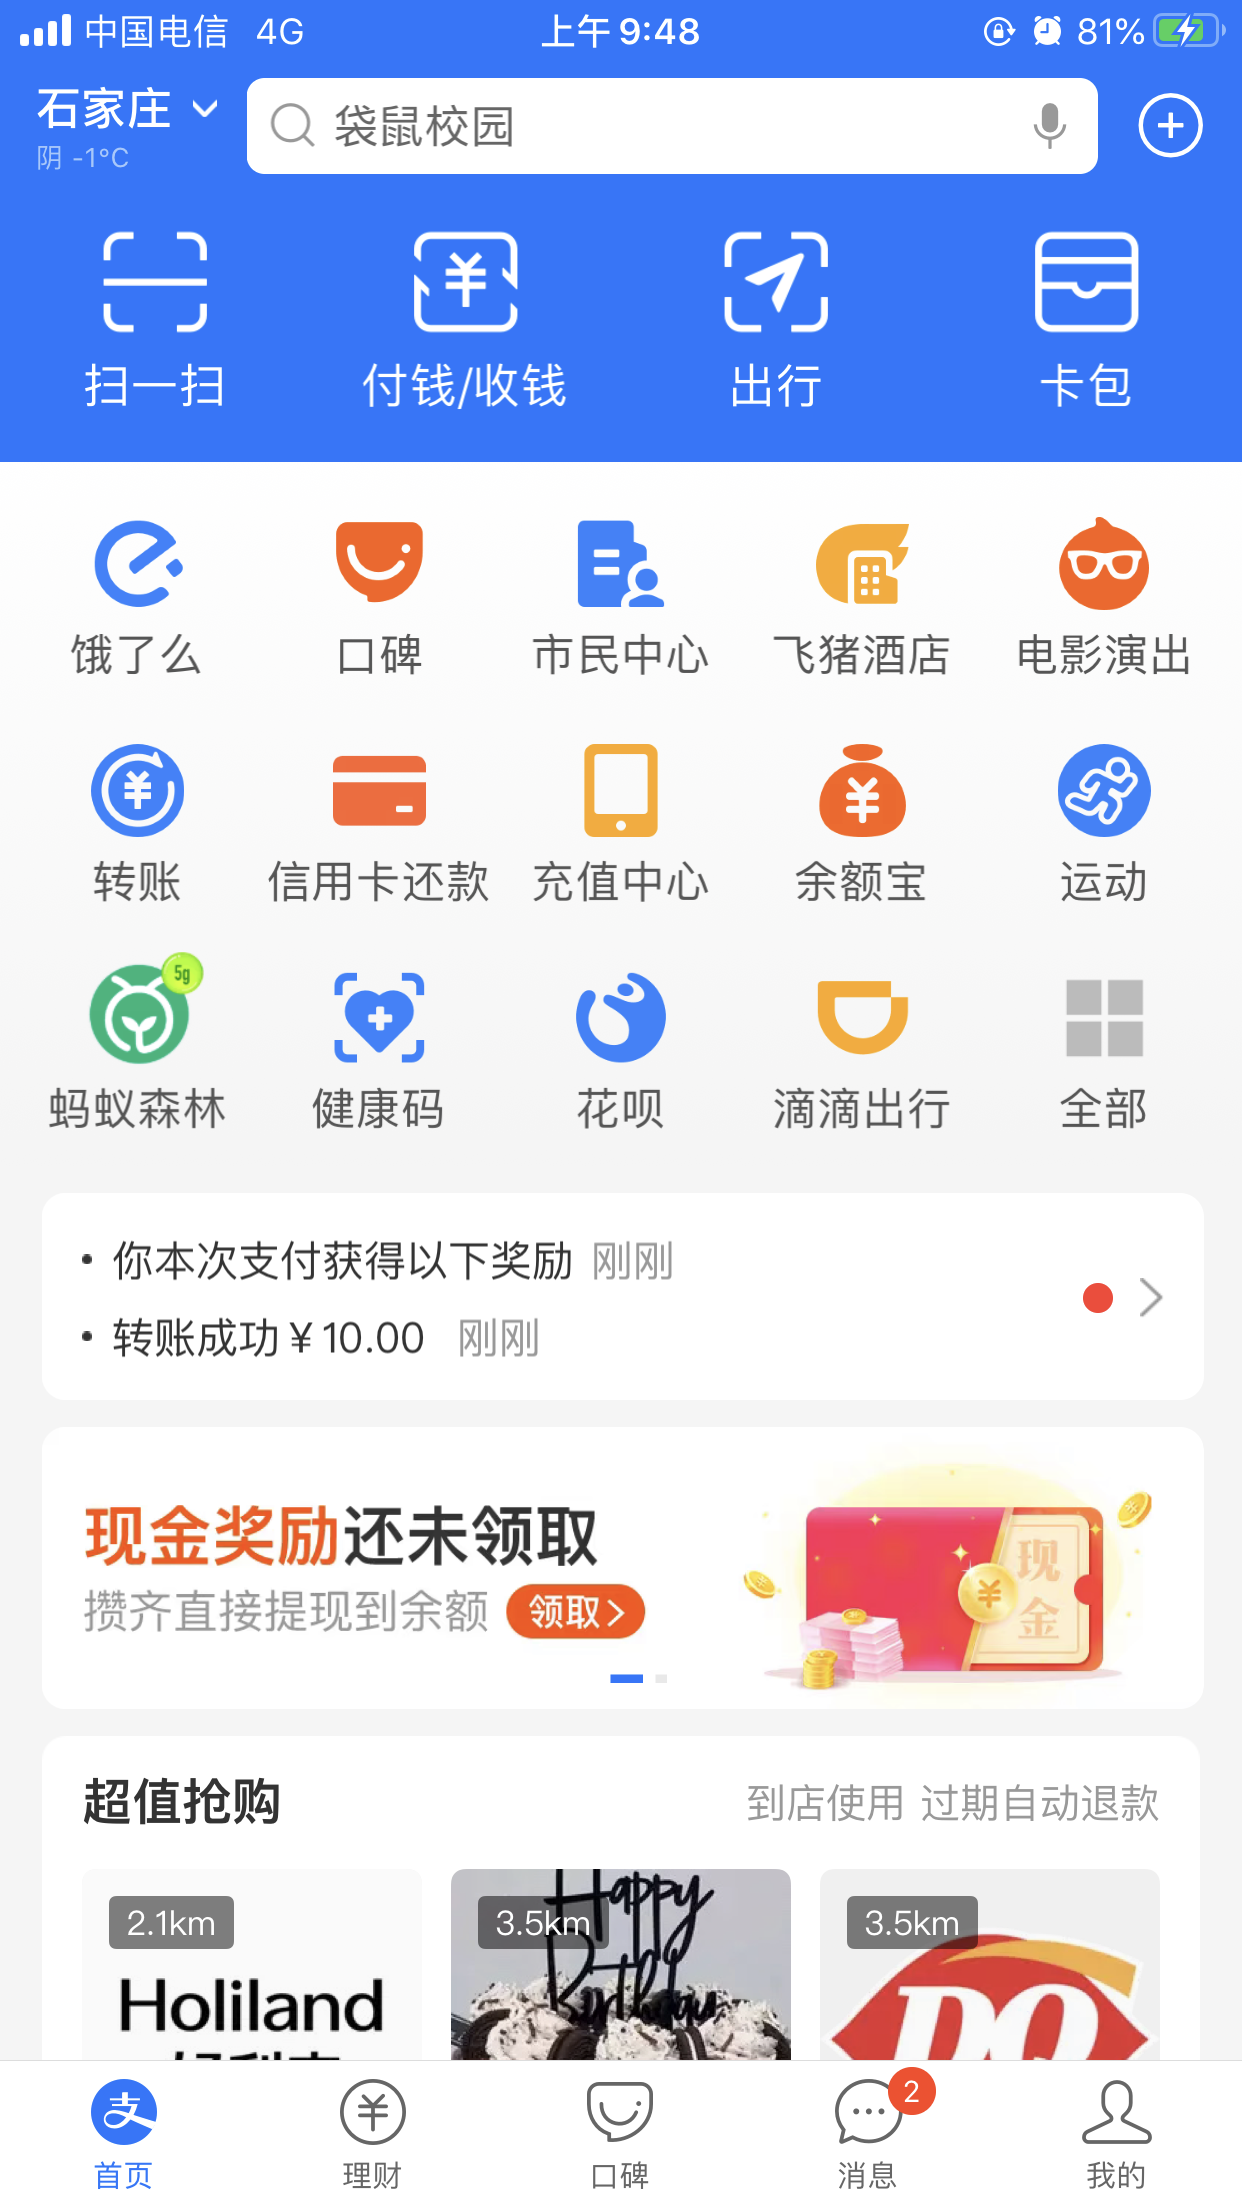 中国电信 4G 上午 9:48 81%
石家庄
阴 -1°C
袋鼠校园
扫一扫 付钱/收钱 出行 卡包
饿了么 口碑 市民中心 飞猪酒店 电影演出
转账 信用卡还款 充值中心 余额宝 运动
5g
蚂蚁森林 健康码 花呗 滴滴出行 全部
你本次支付获得以下奖励 刚刚
转账成功￥10.00 刚刚
现金奖励还未领取
攒齐直接提现到余额 领取>
现金
超值抢购 到店使用 过期自动退款
2.1km 3.5km 3.5km
Holiland
Happy
Birthday
DQ
2
首页 理财 口碑 消息 我的